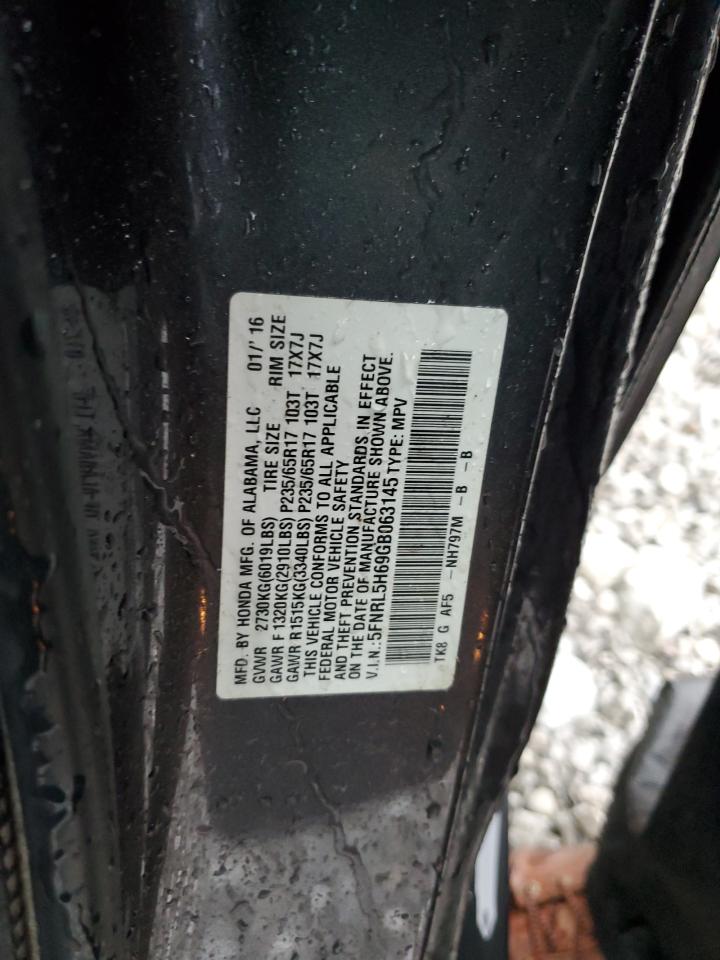 MFD. BY HONDA MFG. OF ALABAMA, LLC 01/'16
GVWR 2730KG(6019LBS) TIRE SIZE RIM SIZE
GAWR F 1320KG(2910LBS) P235/65R17 103T 17X7J
GAWR R1515KG(3340LBS) P235/65R17 103T 17X7J
THIS VEHICLE CONFORMS TO ALL APPLICABLE
FEDERAL MOTOR VEHICLE SAFETY
AND THEFT PREVENTION STANDARDS IN EFFECT
ON THE DATE OF MANUFACTURE SHOWN ABOVE.
V.I.N.:5FNRL5H69GB063145 TYPE: MPV
TK8 G AF5 -NH797M -B -B